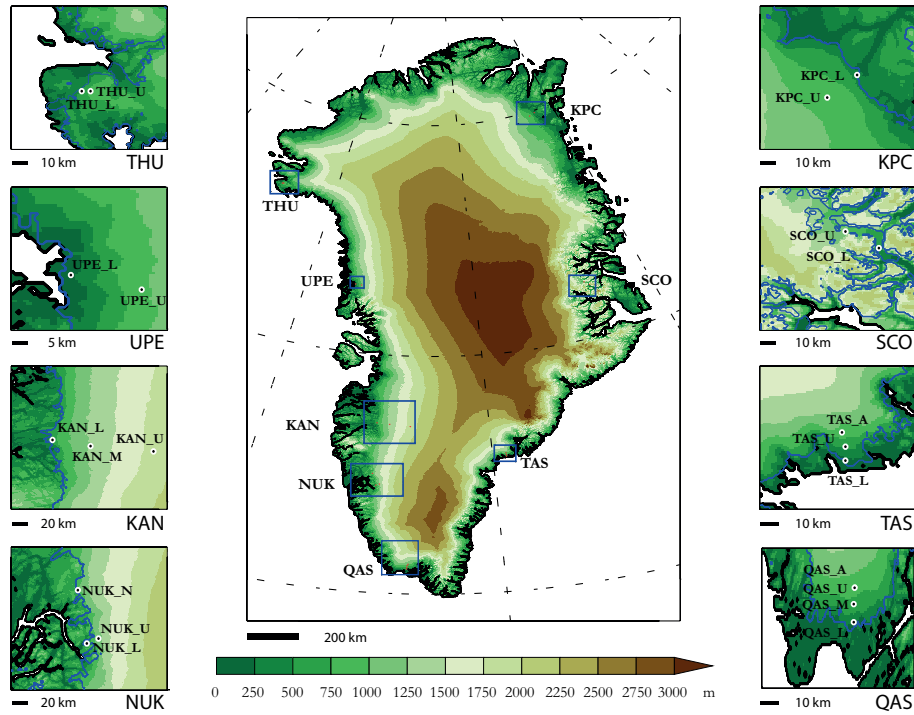 THU_U
THU_L
10 km
THU
UPE_L
UPE_U
5 km
UPE
KAN_L
KAN_U
KAN_M
20 km
KAN
NUK_N
NUK_U
NUK_L
20 km
NUK
KPC
THU
UPE
SCO
KAN
TAS
NUK
QAS
200 km
0 250 500 750 1000 1250 1500 1750 2000 2250 2500 2750 3000 m
KPC_L
KPC_U
10 km
KPC
SCO_U
SCO_L
10 km
SCO
TAS_A
TAS_U
TAS_L
10 km
TAS
QAS_A
QAS_U
QAS_M
QAS_L
10 km
QAS